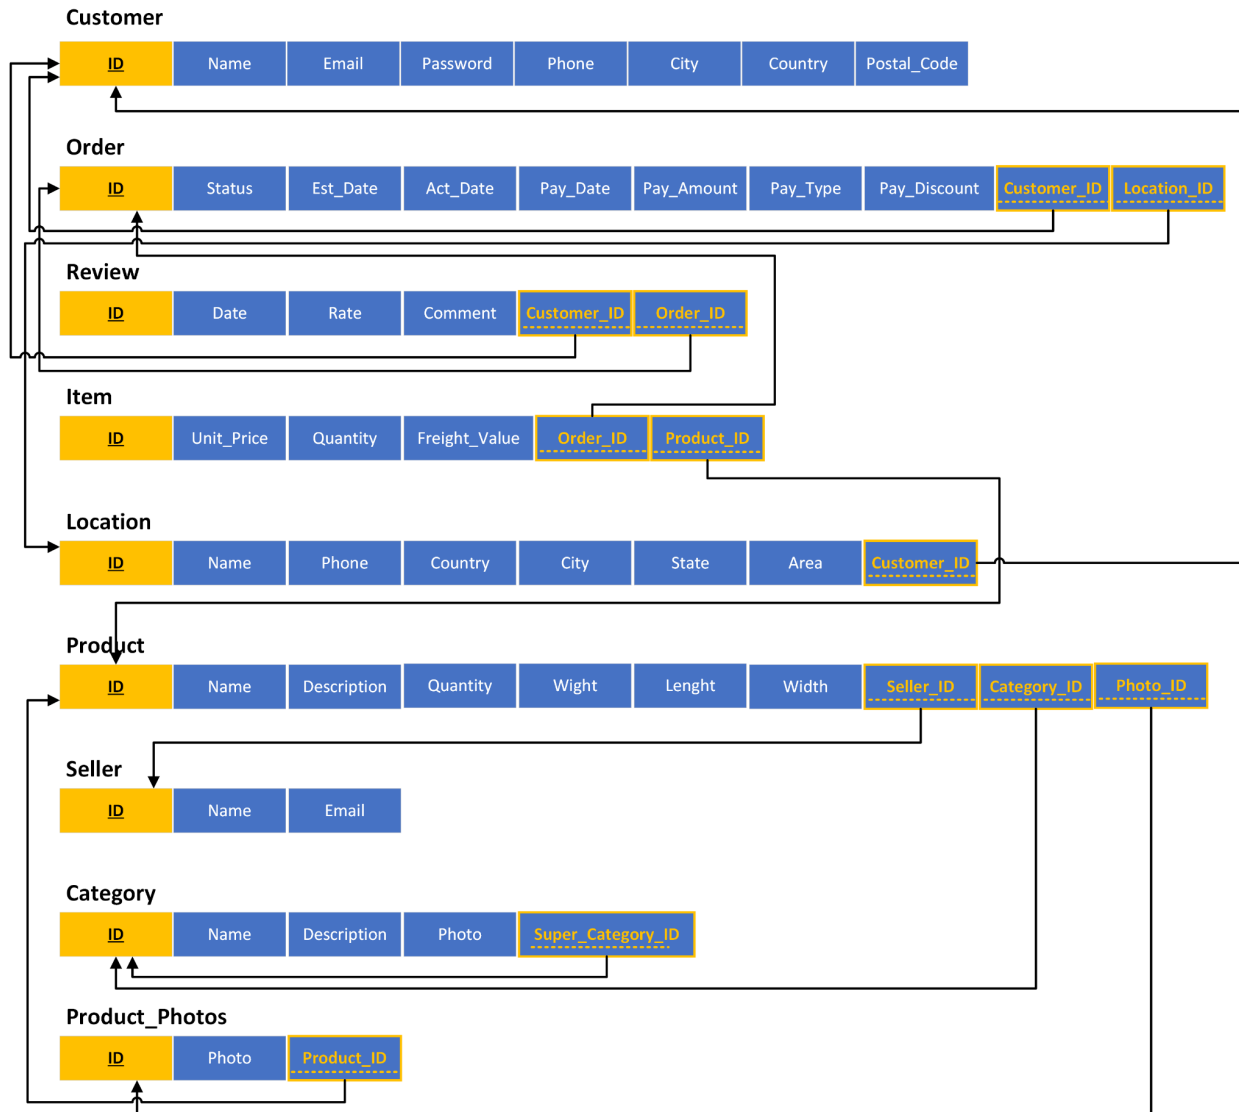 Customer
ID Name Email Password Phone City Country Postal_Code
Order
ID Status Est_Date Act_Date Pay_Date Pay_Amount Pay_Type Pay_Discount Customer_ID Location_ID
Review
ID Date Rate Comment Customer_ID Order_ID
Item
ID Unit_Price Quantity Freight_Value Order_ID Product_ID
Location
ID Name Phone Country City State Area Customer_ID
Product
ID Name Description Quantity Wight Lenght Width Seller_ID Category_ID Photo_ID
Seller
ID Name Email
Category
ID Name Description Photo Super_Category_ID
Product_Photos
ID Photo Product_ID